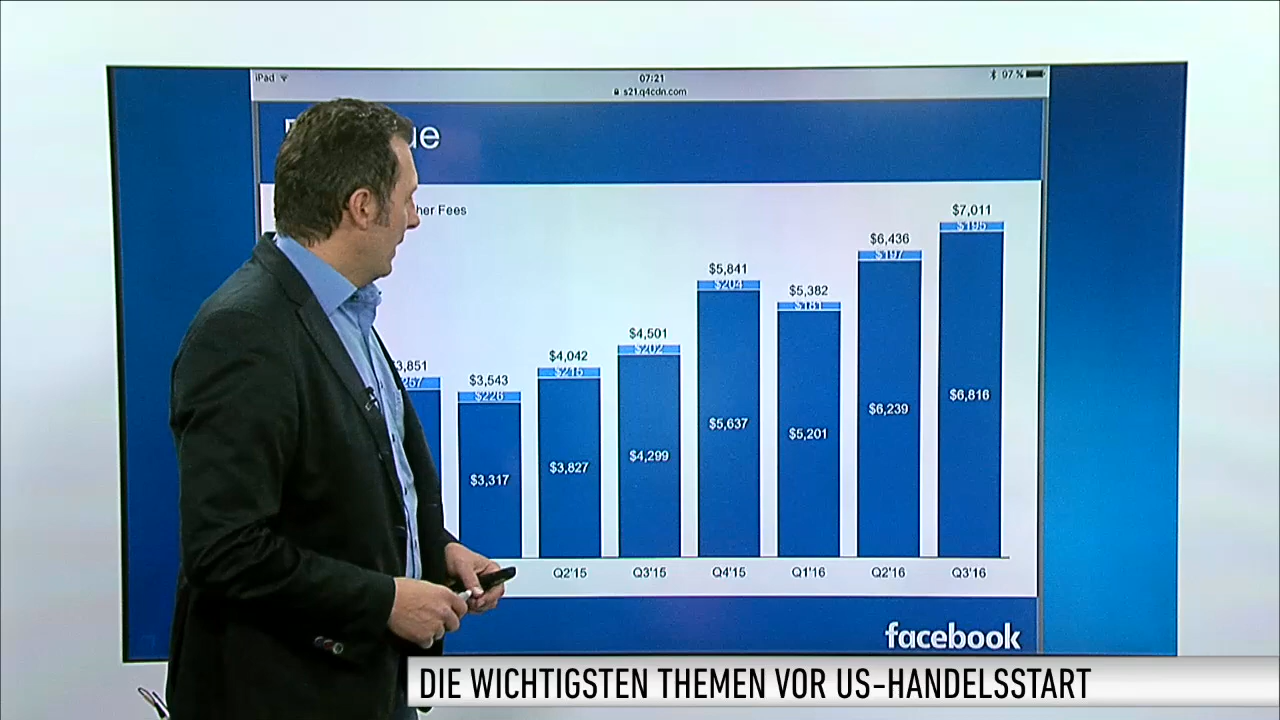 iPad
07:21
97 %
s21.q4cdn.com
Fees
$7,011
$195
$6,436
$197
$5,841
$204
$5,382
$181
$4,501
$202
$4,042
$215
$3,543
$226
$6,816
$6,239
$5,637
$5,201
$4,299
$3,827
$3,317
Q2'15
Q3'15
Q4'15
Q1'16
Q2'16
Q3'16
facebook
DIE WICHTIGSTEN THEMEN VOR US-HANDELSSTART